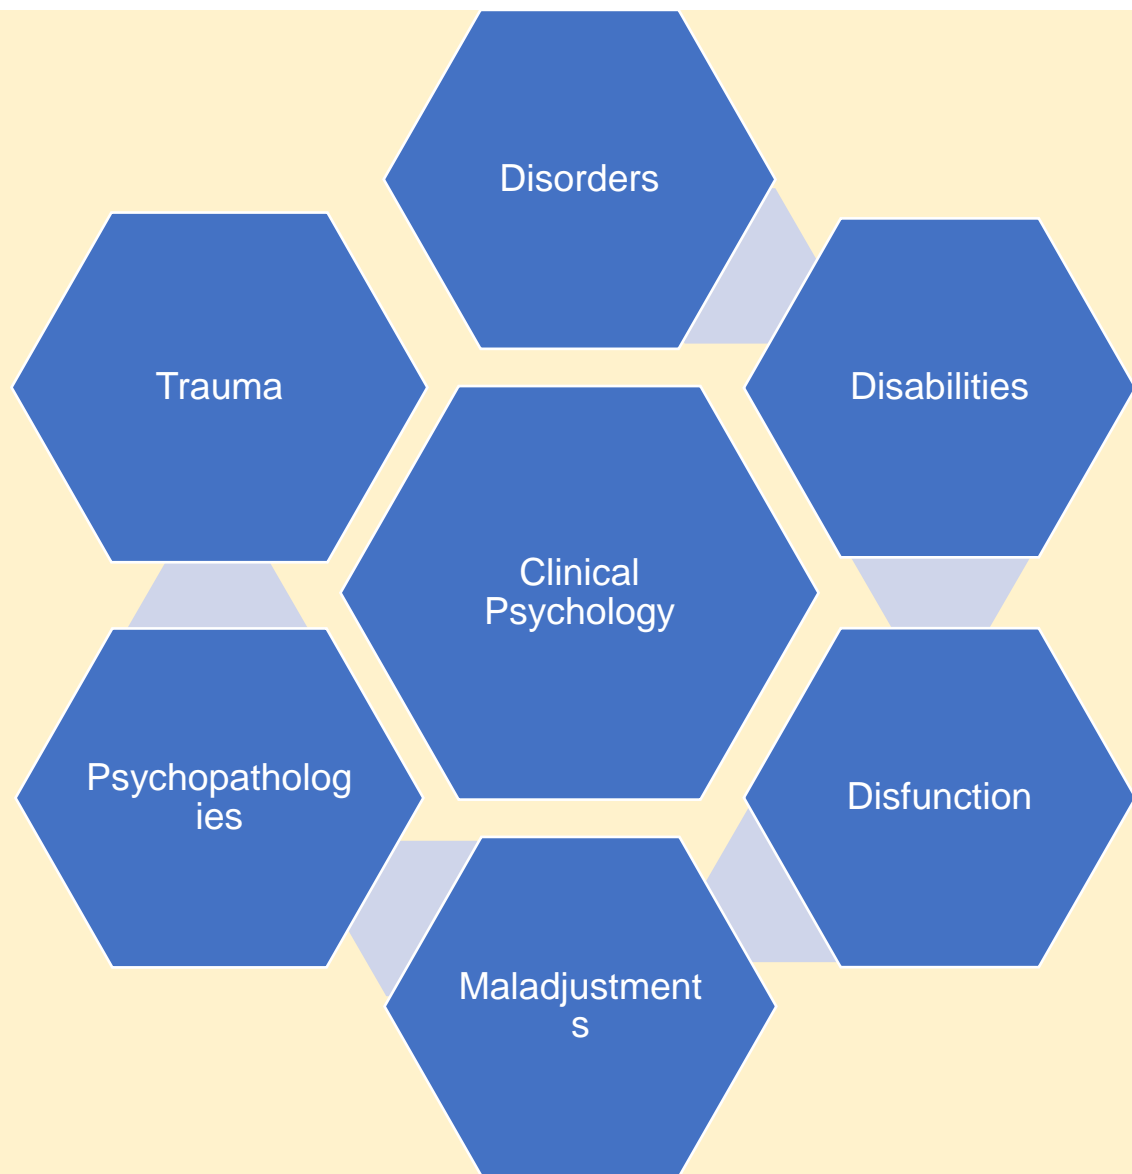 Disorders
Trauma
Disabilities
Clinical
Psychology
Psychopatholog
ies
Disfunction
Maladjustment
s